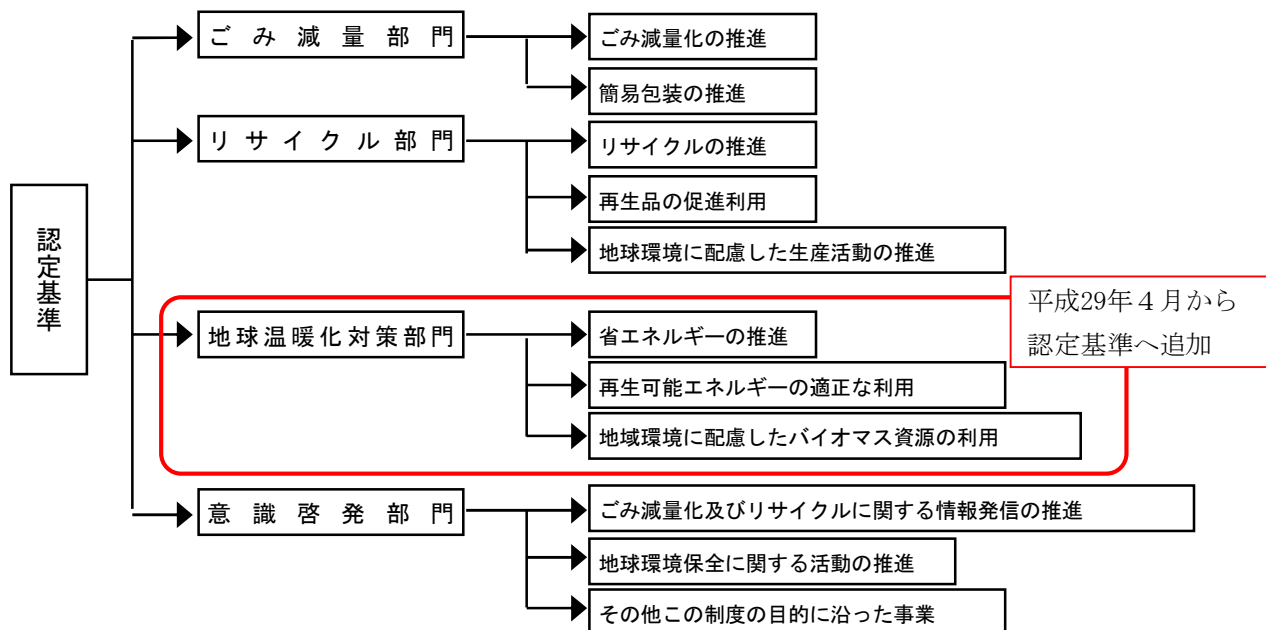 認定基準
ごみ減量部門
ごみ減量化の推進
簡易包装の推進
リサイクル部門
リサイクルの推進
再生品の促進利用
地球環境に配慮した生産活動の推進
平成29年４月から
認定基準へ追加
地球温暖化対策部門
省エネルギーの推進
再生可能エネルギーの適正な利用
地域環境に配慮したバイオマス資源の利用
意識啓発部門
ごみ減量化及びリサイクルに関する情報発信の推進
地球環境保全に関する活動の推進
その他この制度の目的に沿った事業